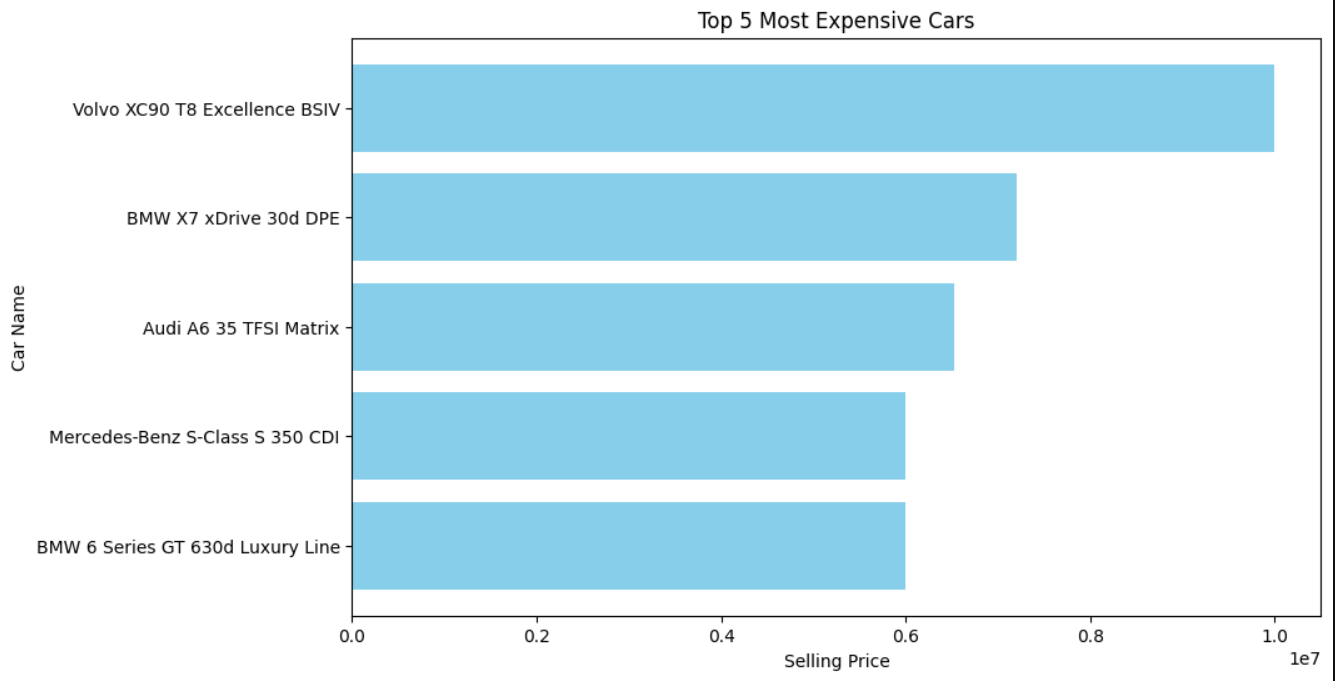 Top 5 Most Expensive Cars
Car Name
Volvo XC90 T8 Excellence BSIV
BMW X7 xDrive 30d DPE
Audi A6 35 TFSI Matrix
Mercedes-Benz S-Class S 350 CDI
BMW 6 Series GT 630d Luxury Line
0.0 0.2 0.4 0.6 0.8 1.0
1e7
Selling Price